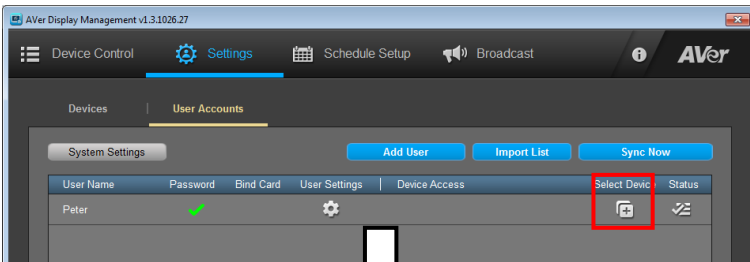 AVer Display Management v1.3.1026.27
Device Control Settings Schedule Setup Broadcast AVer
Devices | User Accounts
System Settings Add User Import List Sync Now
User Name Password Bind Card User Settings Device Access Select Device Status
Peter